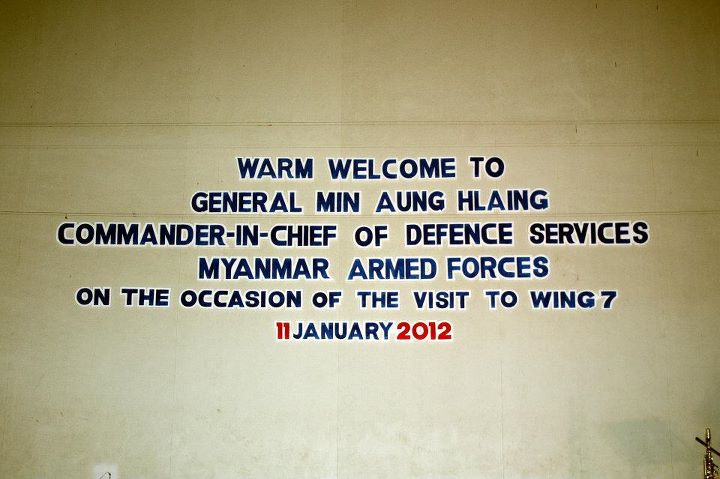 WARM WELCOME TO
GENERAL MIN AUNG HLAING
COMMANDER-IN-CHIEF OF DEFENCE SERVICES
MYANMAR ARMED FORCES
ON THE OCCASION OF THE VISIT TO WING 7
11 JANUARY 2012